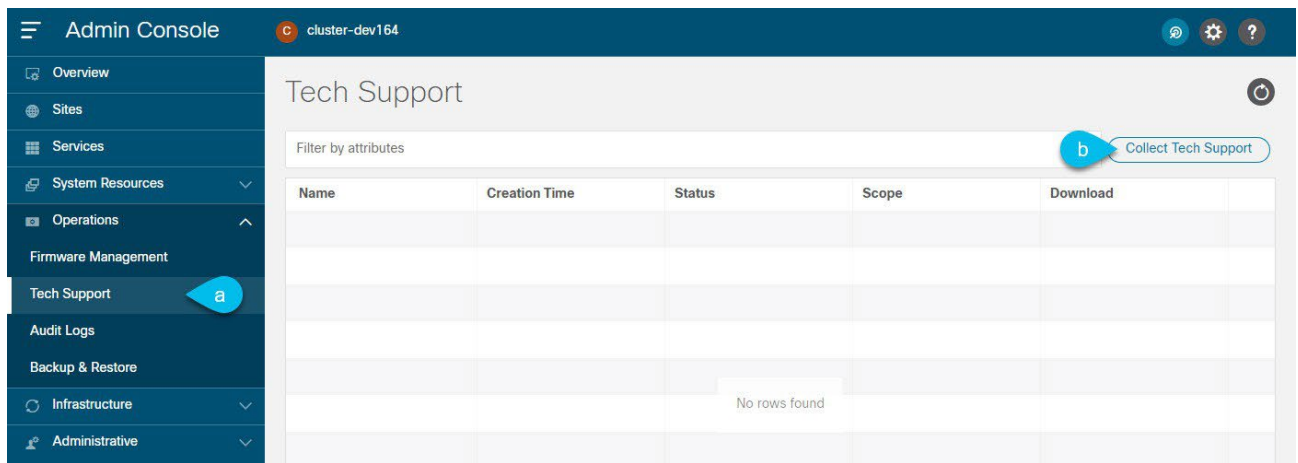 Admin Console
C cluster-dev164
?
Overview
Sites
Services
System Resources
Operations
Firmware Management
Tech Support
a
Audit Logs
Backup & Restore
Infrastructure
Administrative
Tech Support
Filter by attributes
b
Collect Tech Support
Name Creation Time Status Scope Download
No rows found